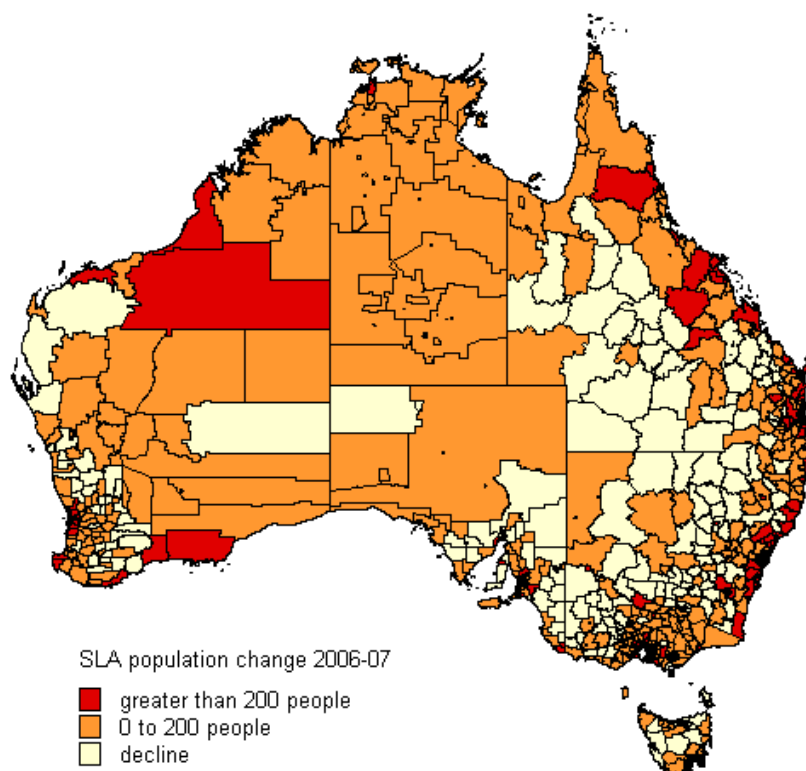 SLA population change 2006-07
greater than 200 people
0 to 200 people
decline